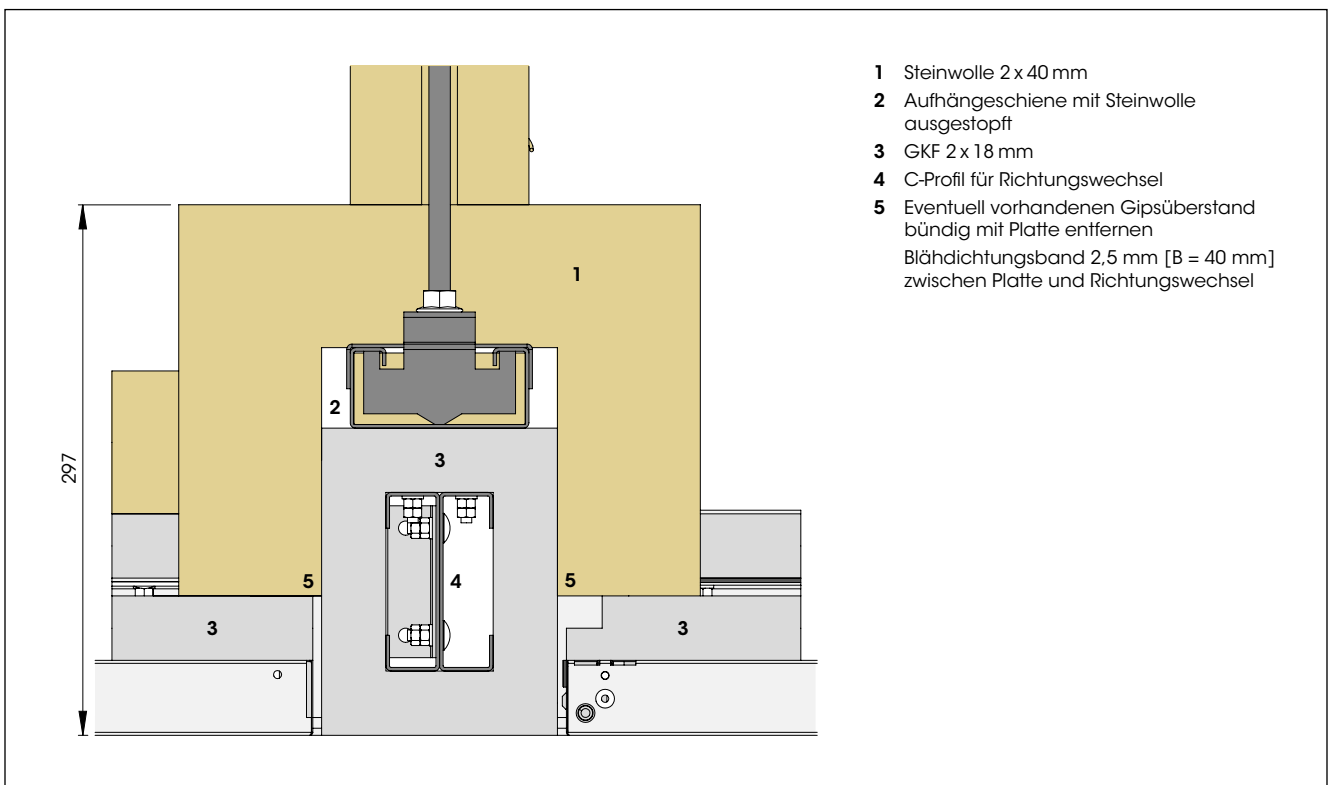 1 Steinwolle 2 x 40 mm
2 Aufhängeschiene mit Steinwolle
ausgestopft
3 GKF 2 x 18 mm
4 C-Profil für Richtungswechsel
5 Eventuell vorhandenen Gipsüberstand
bündig mit Platte entfernen
Blähdichtungsband 2,5 mm [B = 40 mm]
zwischen Platte und Richtungswechsel
1
2
3
297
5
4
5
3
3